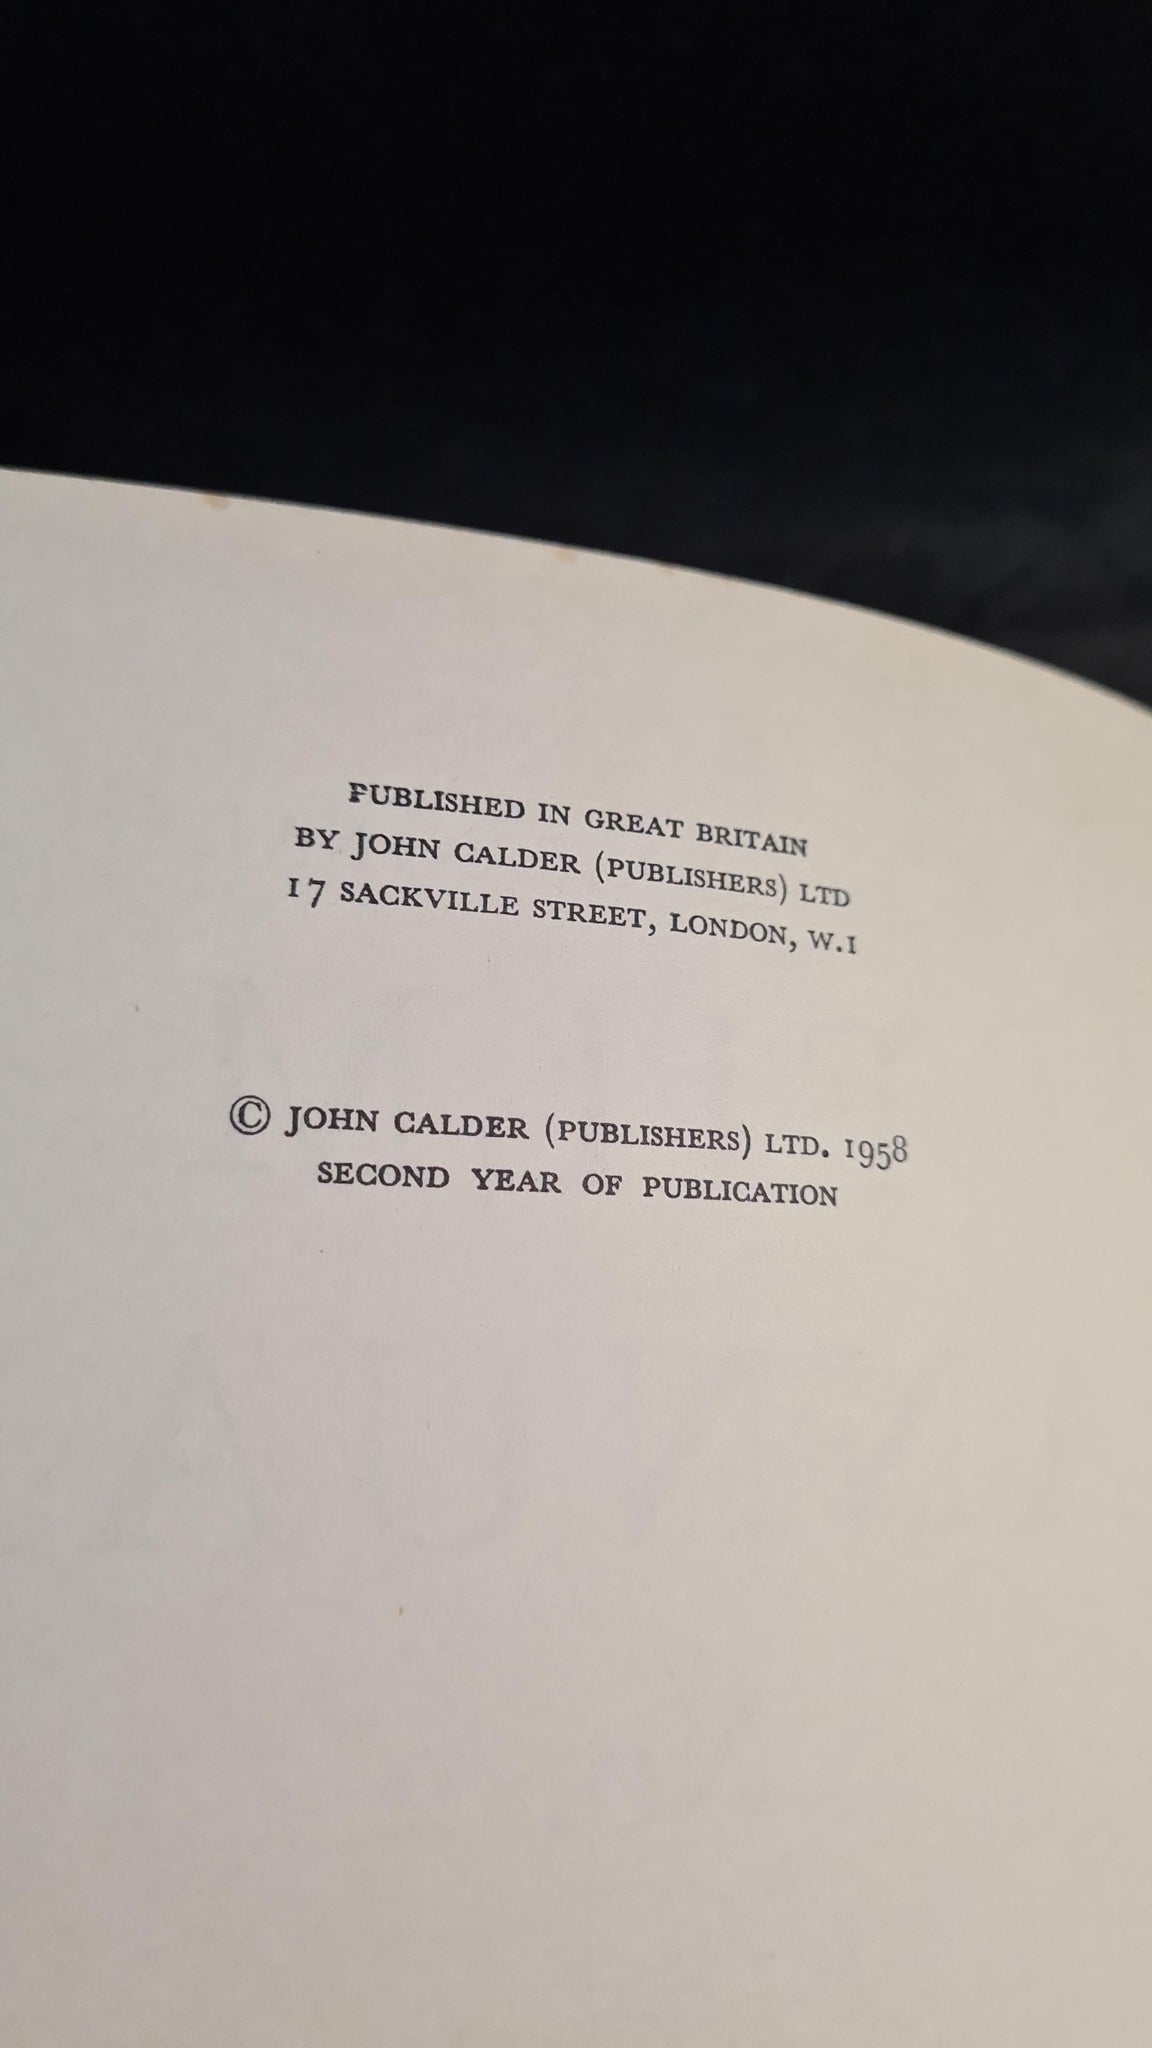 PUBLISHED IN GREAT BRITAIN
BY JOHN CALDER (PUBLISHERS) LTD
17 SACKVILLE STREET, LONDON, W.1
© JOHN CALDER (PUBLISHERS) LTD. 1958
SECOND YEAR OF PUBLICATION